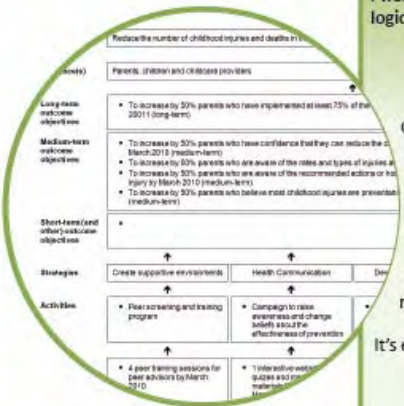 logic
Reduce the number of childhood injuries and deaths in
Parents, children and childcare providers
Long-term outcome objectives
• To increase by 50% parents who have implemented at least 75% of the
20011 (long-term)
Medium-term outcome objectives
• To increase by 50% parents who have confidence that they can reduce the
March 2010 (medium-term)
• To increase by 50% parents who are aware of the rates and types of injuries
• To increase by 50% parents who are aware of the recommended actions or
injury by March 2010 (medium-term)
• To increase by 50% parents who believe most childhood injuries are
(medium-term)
Short-term (and other) outcome objectives
•
Strategies
Create supportive environments
Health Communication
Activities
• Peer screening and training
program
• Campaign to raise
awareness and change
beliefs about the
effectiveness of prevention
• 4 peer training sessions for
peer advisors by March
2010
• 1 interactive
quizzes and
materials
It's